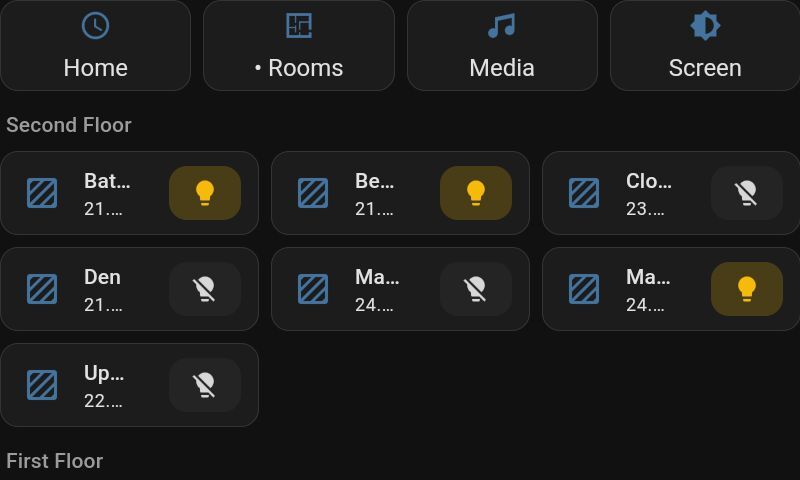 Home
• Rooms
Media
Screen
Second Floor
Bat...
21....
Be...
21....
Clo...
23....
Den
21....
Ma...
24....
Ma...
24....
Up...
22....
First Floor